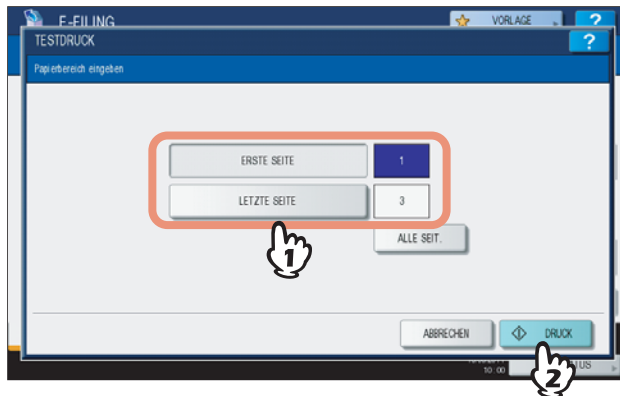 E-FILING
VORLAGE
?
TESTDRUCK
?
Papierbereich eingeben
ERSTE SEITE
1
LETZTE SEITE
3
ALLE SEIT.
1
ABBRECHEN
DRUCK
10:00
2